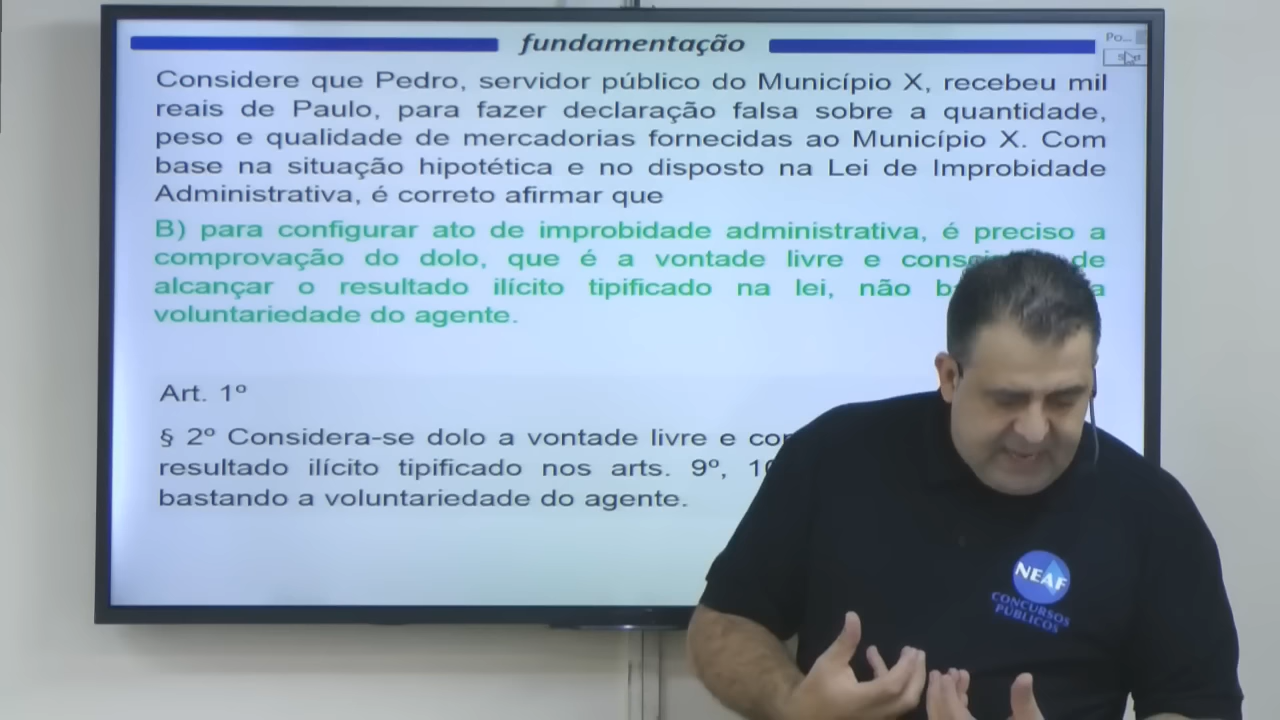 fundamentação
Po...
Considere que Pedro, servidor público do Município X, recebeu mil
reais de Paulo, para fazer declaração falsa sobre a quantidade,
peso e qualidade de mercadorias fornecidas ao Município X. Com
base na situação hipotética e no disposto na Lei de Improbidade
Administrativa, é correto afirmar que
B) para configurar ato de improbidade administrativa, é preciso a
comprovação do dolo, que é a vontade livre e de
alcançar o resultado ilícito tipificado na lei, não a
voluntariedade do agente.
Art. 1º
§ 2º Considera-se dolo a vontade livre e
resultado ilícito tipificado nos arts. 9º,
bastando a voluntariedade do agente.
NEAF
CONCURSOS
PÚBLICOS